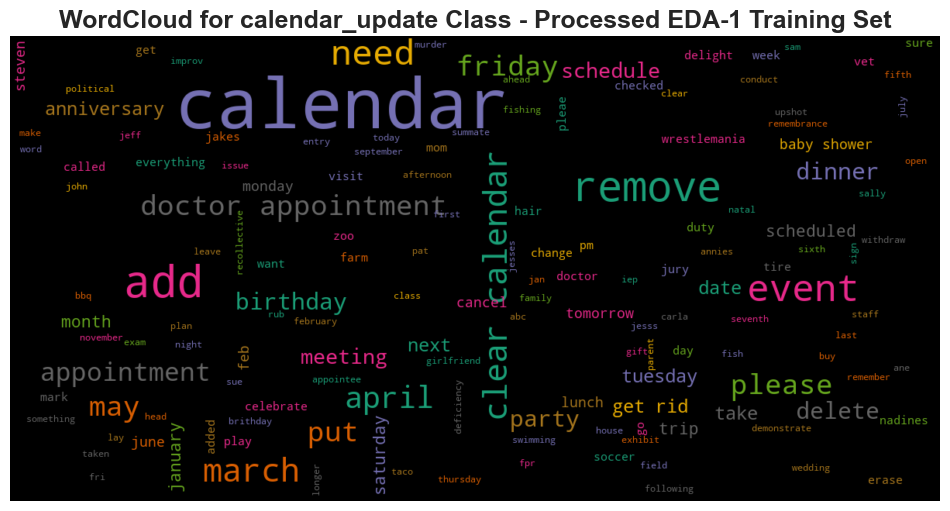 WordCloud for calendar_update Class - Processed EDA-1 Training Set
steven
get
improv
need
murder
friday
ahead
schedule
delight
week
sam
sure
vet
fifth
political
anniversary
calendar
fishing
checked
clear
conduct
july
make
word
jeff
jakes
entry
today
summate
september
mom
pleae
upshot
remembrance
wrestlemania
baby shower
open
called
everything
issue
visit
afternoon
john
monday
doctor appointment
first
clear calendar
hair
remove
dinner
sally
natal
duty
scheduled
sixth
sign
withdraw
recollective
zoo
leave
want
farm
pat
jesses
change
pm
annies
add
bbq
class
jan
doctor
iep
jury
tire
date
event
birthday
rub
february
cancel
abc
family
tomorrow
carla
seventh
staff
month
november
exam
plan
night
jesss
last
meeting
next
girlfriend
gift
parent
day
fish
buy
ane
appointment
feb
sue
appointee
tuesday
please
remember
mark
something
may
head
celebrate
brithday
april
deficiency
lunch
party
get rid
take
delete
nadines
lay
june
january
added
play
put
saturday
swimming
house
go
exhibit
trip
demonstrate
taken
fri
march
longer
taco
thursday
fpr
soccer
field
following
wedding
erase